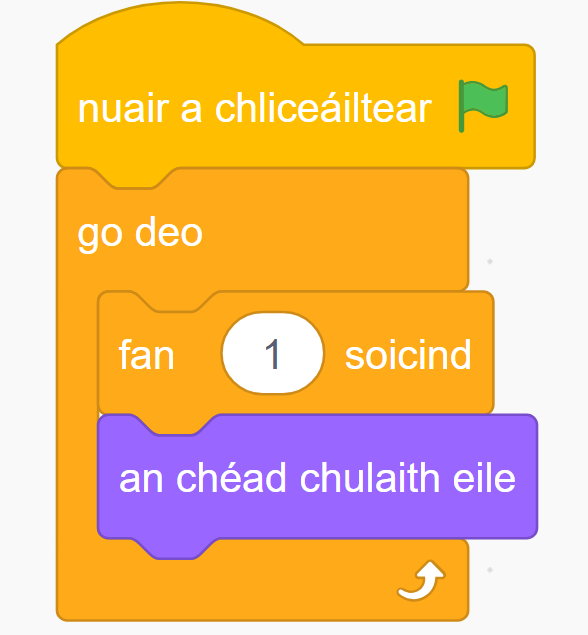 nuair a chliceáiltear
go deo
fan 1 soicind
an chéad chulaith eile